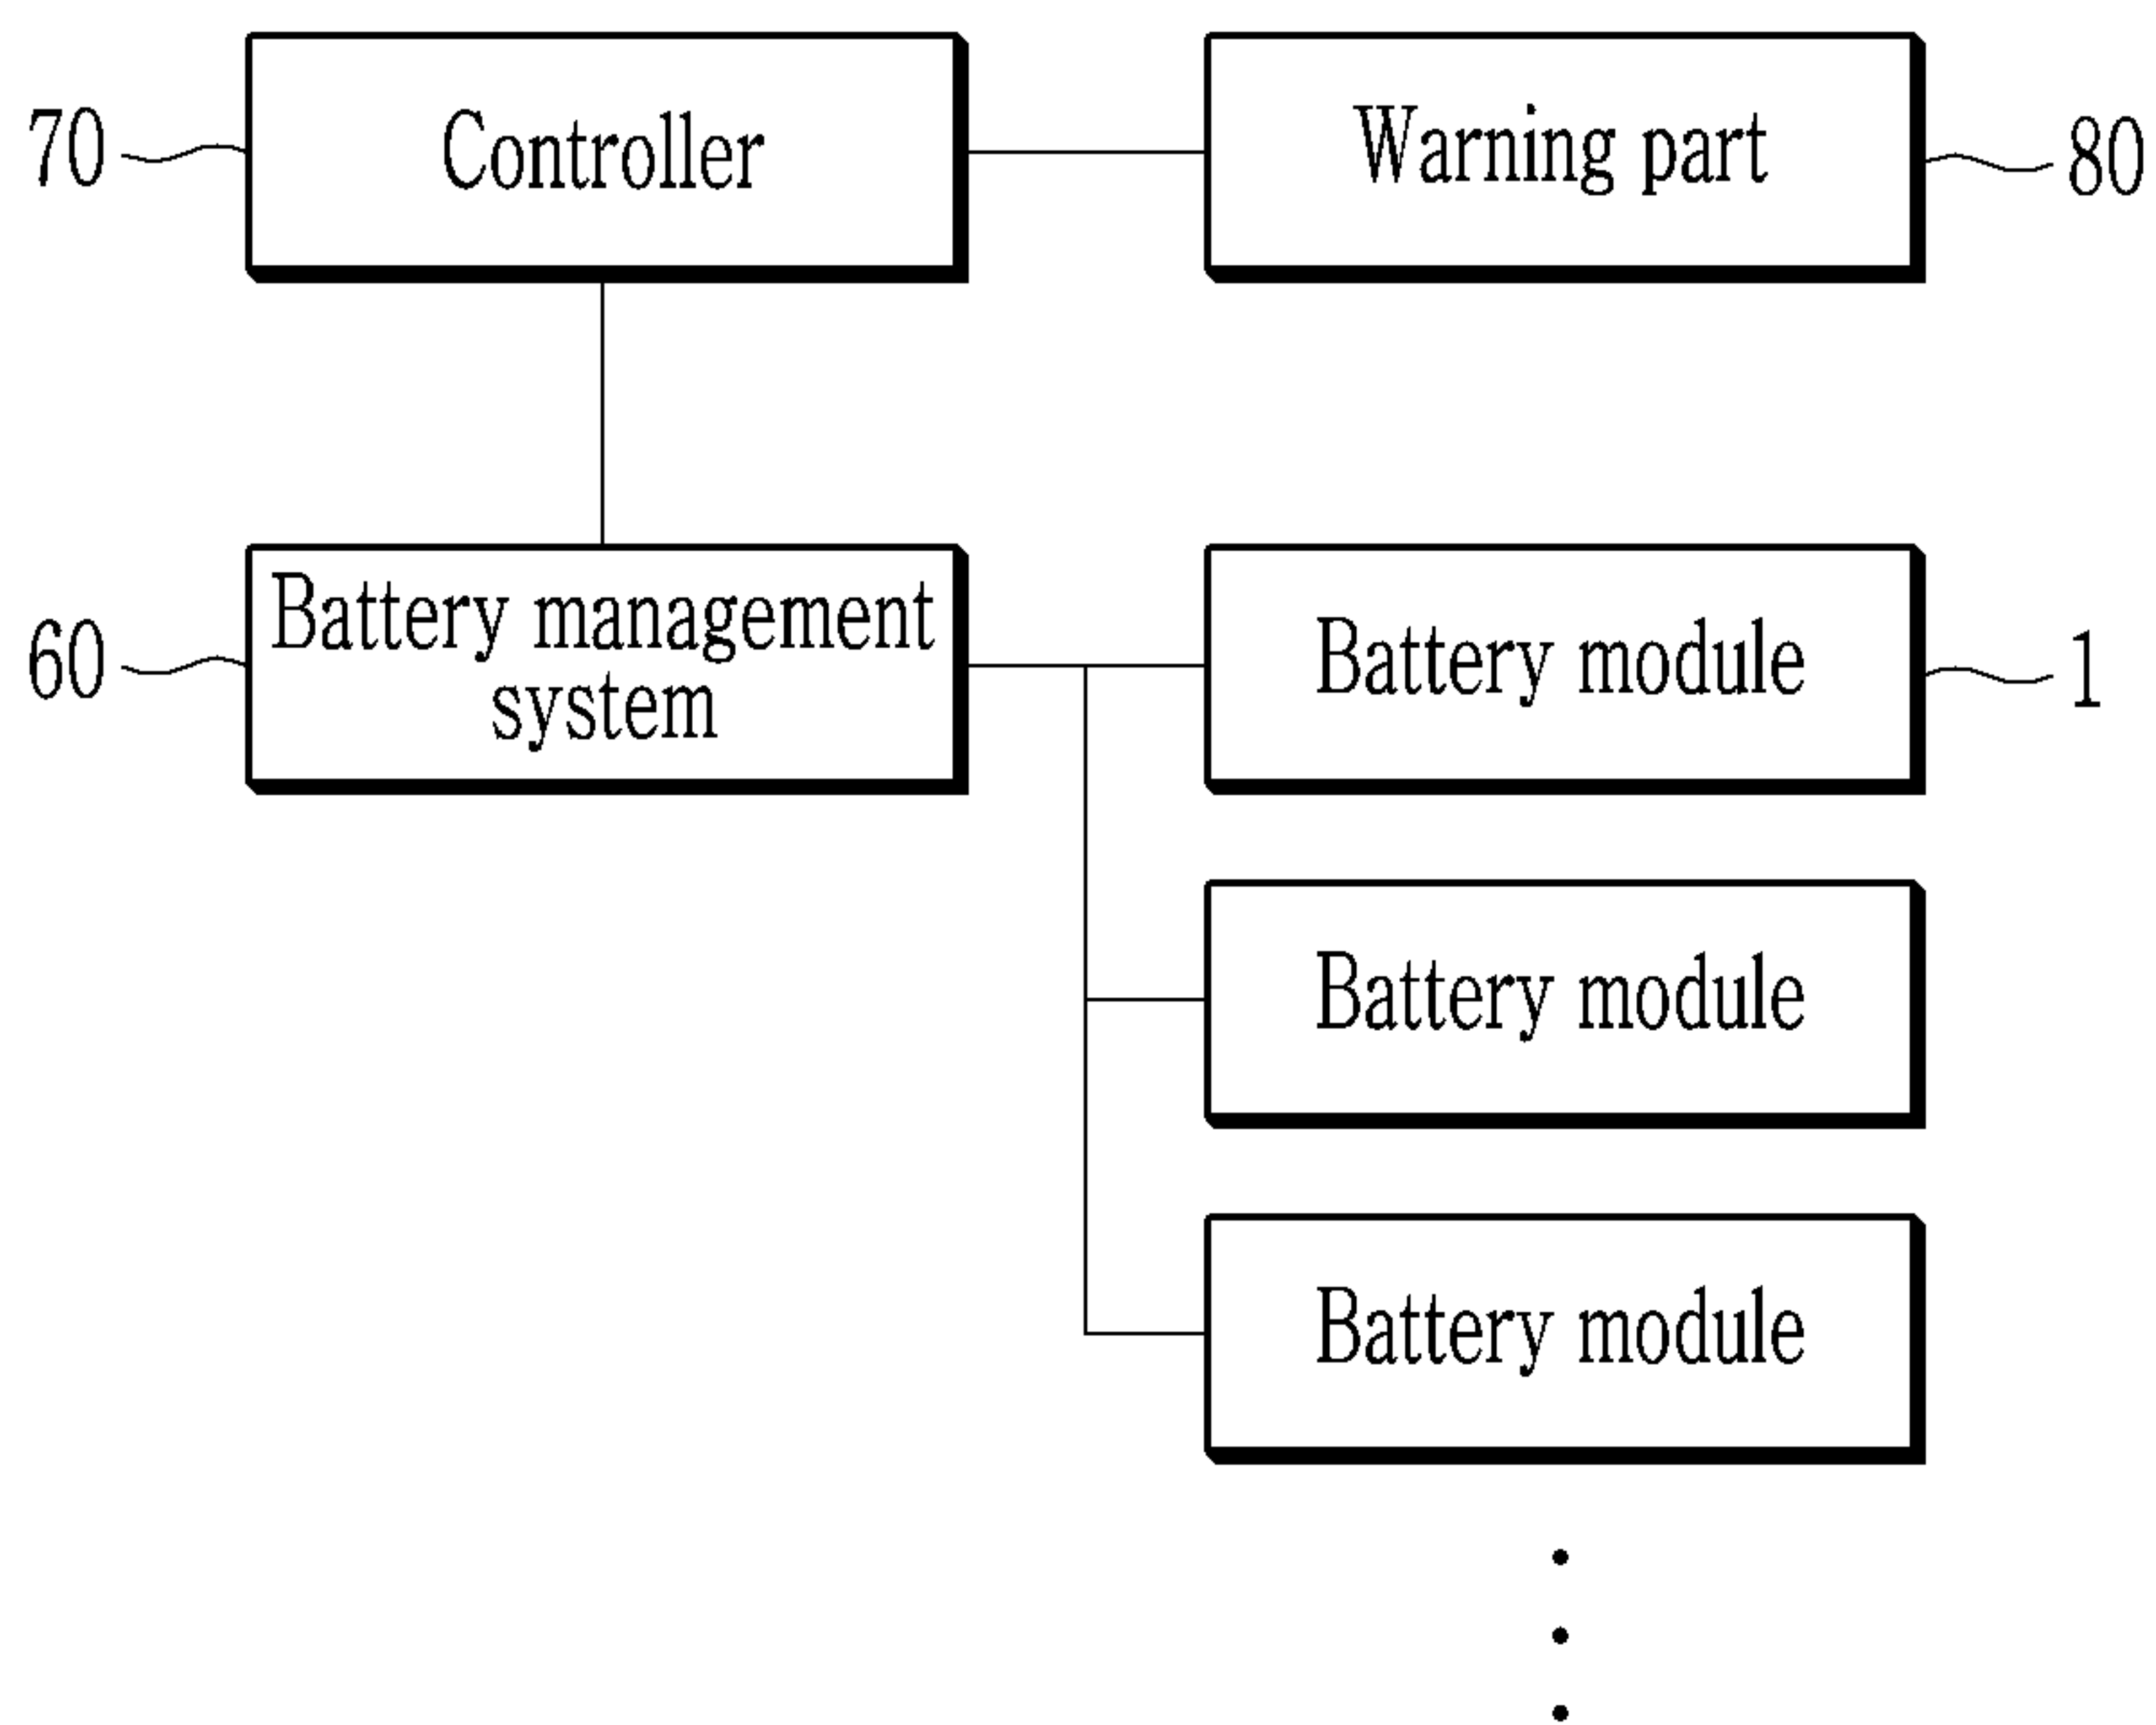 70 Controller Warning part 80
60 Battery management system Battery module 1
Battery module
Battery module